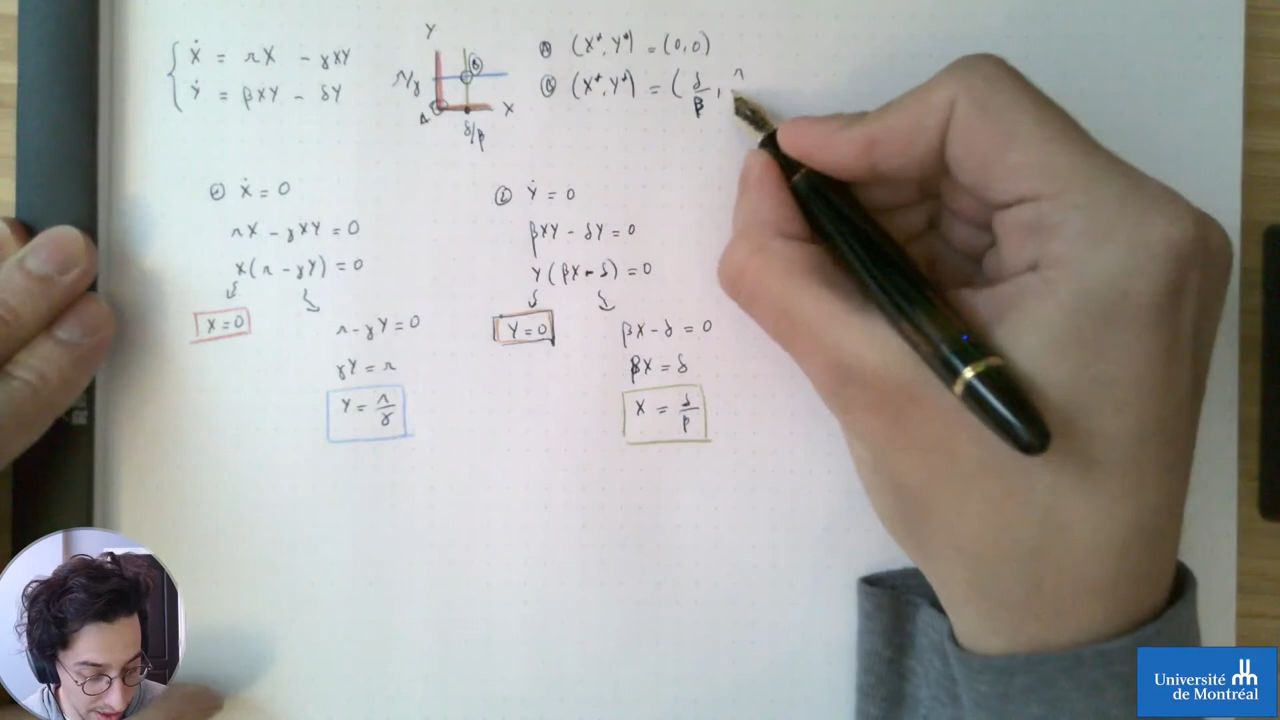 Ẋ = rX - γXY
Ẏ = βXY - δY
Y
r/γ
B
A
X
δ/β
Ⓐ (X*, Y*) = (0,0)
Ⓑ (X*, Y*) = (δ/β, r
① Ẋ = 0
rX - γXY = 0
X(r - γY) = 0
X = 0
r - γY = 0
γY = r
Y = r/γ
② Ẏ = 0
βXY - δY = 0
Y(βX - δ) = 0
Y = 0
βX - δ = 0
βX = δ
X = δ/β
Université
de Montréal